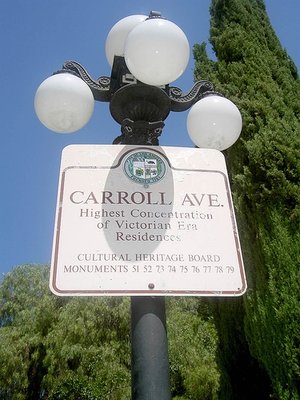 CARROLL AVE.
Highest Concentration
of Victorian Era
Residences
CULTURAL HERITAGE BOARD
MONUMENTS 51 52 73 74 75 76 77 78 79